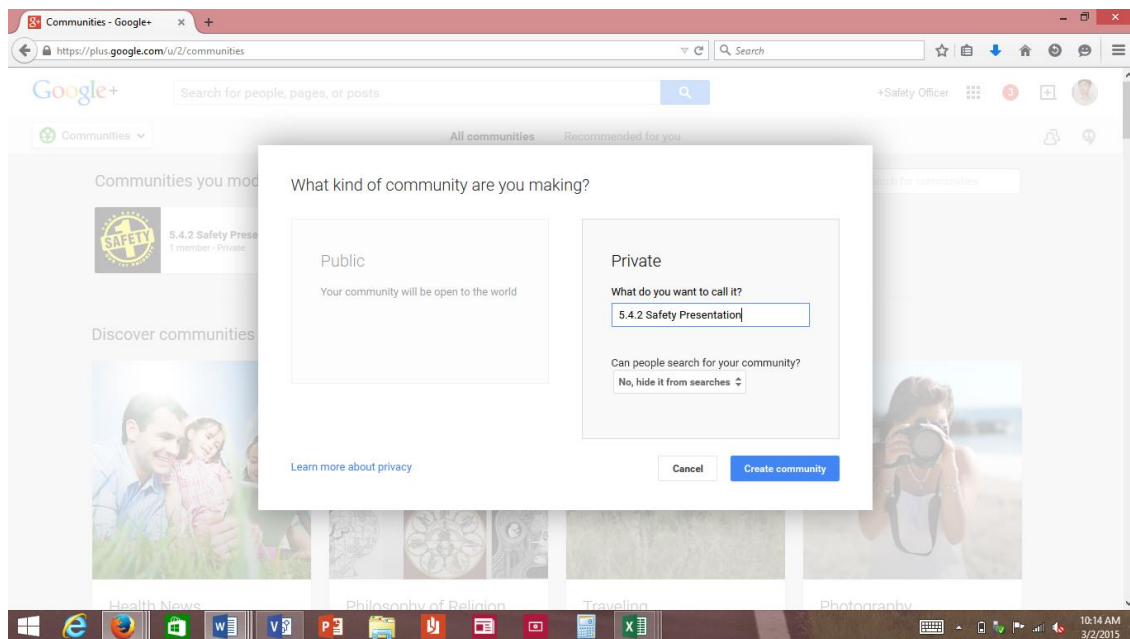 Communities - Google+
https://plus.google.com/u/2/communities
Search
Google+
Search for people, pages, or posts
+Safety Officer
3
Communities
All communities
Recommended for you
Communities you mod
SAFETY
5.4.2 Safety Prese
1 member - Private
What kind of community are you making?
Public
Your community will be open to the world
Private
What do you want to call it?
5.4.2 Safety Presentation
Can people search for your community?
No, hide it from searches
Learn more about privacy
Cancel
Create community
Discover communities
Health News
Philosophy of Religion
Traveling
Photography
10:14 AM
3/2/2015